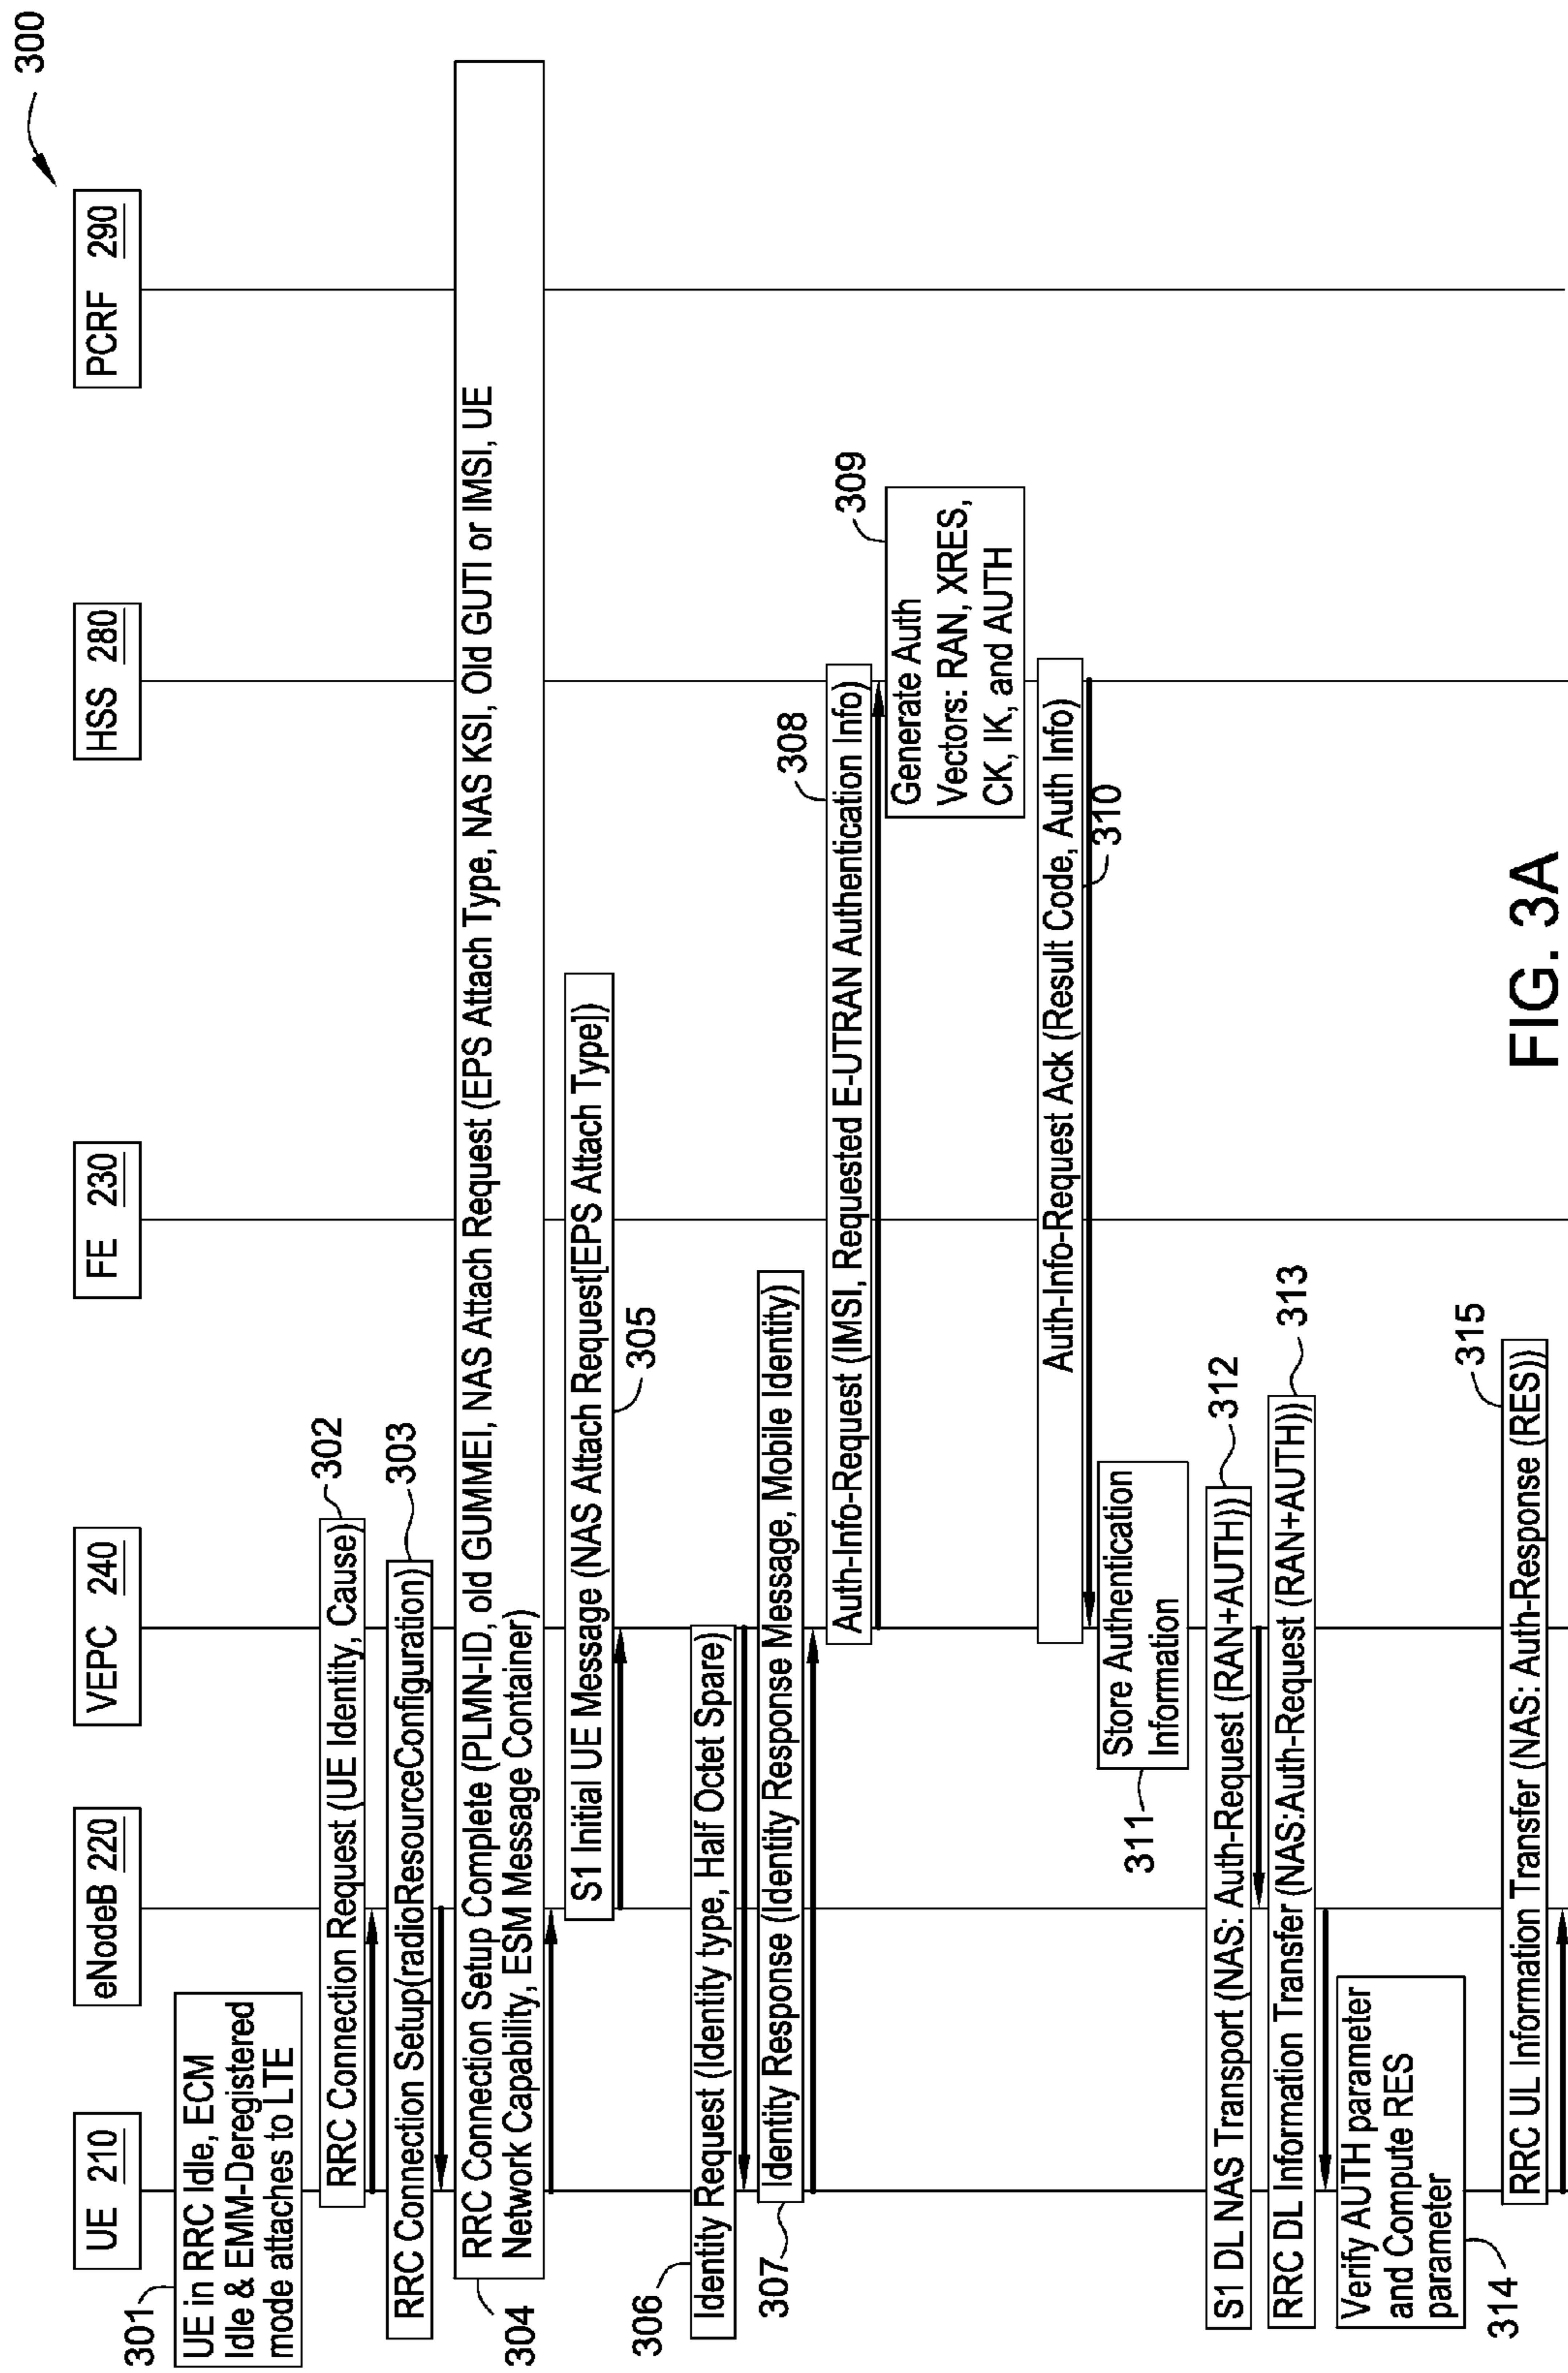 300
UE 210
eNodeB 220
VEPC 240
FE 230
HSS 280
PCRF 290
301
UE in RRC Idle, ECM
Idle & EMM-Deregistered
mode attaches to LTE
RRC Connection Request (UE Identity, Cause)
302
RRC Connection Setup(radioResourceConfiguration)
303
RRC Connection Setup Complete (PLMN-ID, old GUMMEI, NAS Attach Request (EPS Attach Type, NAS KSI, Old GUTI or IMSI, UE
Network Capability, ESM Message Container)
304
S1 Initial UE Message (NAS Attach Request[EPS Attach Type])
305
306
Identity Request (Identity type, Half Octet Spare)
Identity Response (Identity Response Message, Mobile Identity)
307
308
Auth-Info-Request (IMSI, Requested E-UTRAN Authentication Info)
309
Generate Auth
Vectors: RAN, XRES,
CK, IK, and AUTH
Auth-Info-Request Ack (Result Code, Auth Info)
310
Store Authentication
Information
311
S1 DL NAS Transport (NAS: Auth-Request (RAN+AUTH))
312
RRC DL Information Transfer (NAS:Auth-Request (RAN+AUTH)))
313
Verify AUTH parameter
and Compute RES
parameter
314
315
RRC UL Information Transfer (NAS: Auth-Response (RES))
FIG. 3A